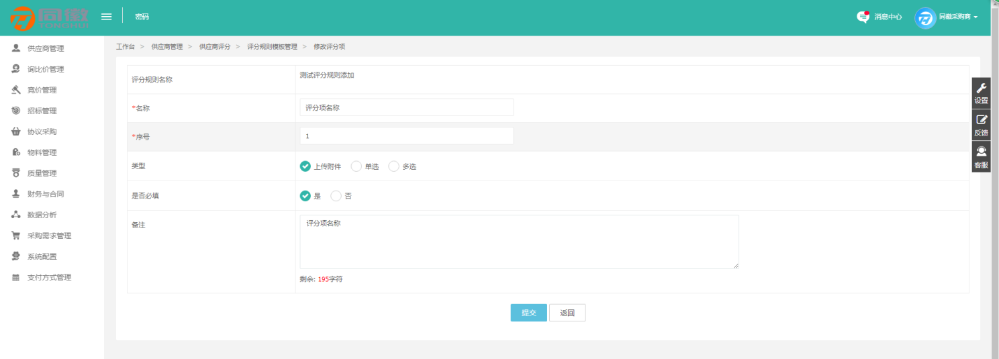 同徽
TONGHUI
密码
消息中心
同徽采购商
供应商管理
询比价管理
竞价管理
招标管理
协议采购
物料管理
质量管理
财务与合同
数据分析
采购需求管理
系统配置
支付方式管理
工作台 > 供应商管理 > 供应商评分 > 评分规则模板管理 > 修改评分项
评分规则名称 测试评分规则添加
*名称 评分项名称
*序号 1
类型 上传附件 单选 多选
是否必填 是 否
备注 评分项名称
剩余: 195字符
提交 返回
设置
反馈
客服